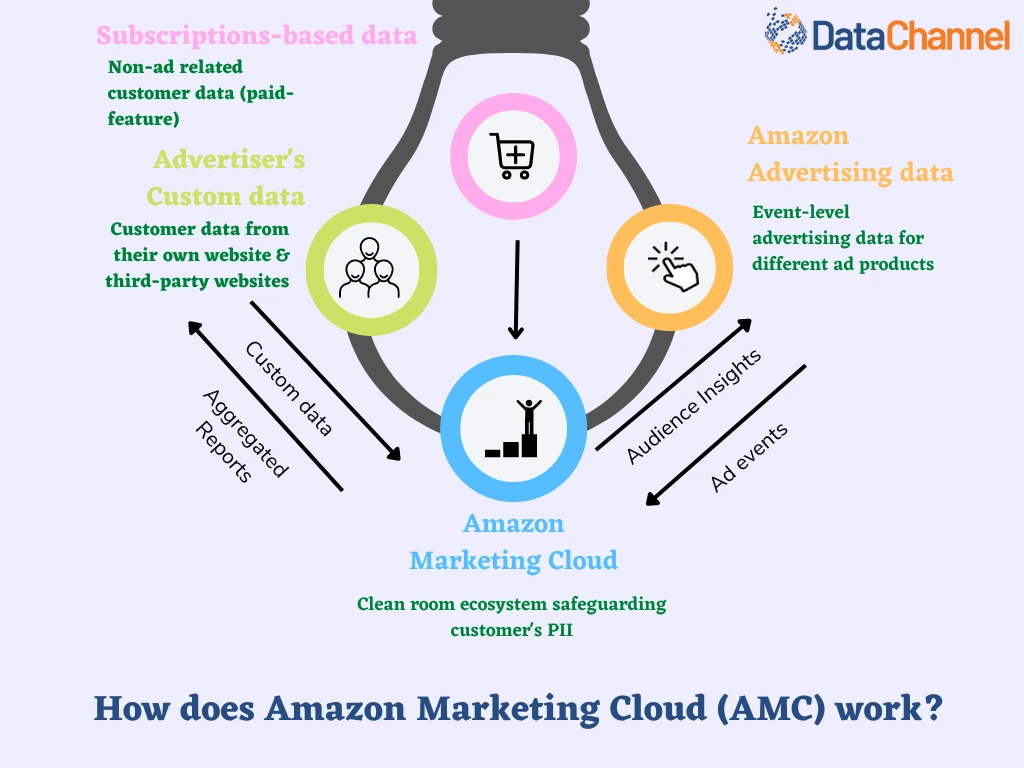 DataChannel
Subscriptions-based data
Non-ad related
customer data (paid-
feature)
Advertiser's
Custom data
Customer data from
their own website &
third-party websites
Amazon
Advertising data
Event-level
advertising data for
different ad products
Custom data
Aggregated
Reports
Audience Insights
Ad events
Amazon
Marketing Cloud
Clean room ecosystem safeguarding
customer's PII
How does Amazon Marketing Cloud (AMC) work?